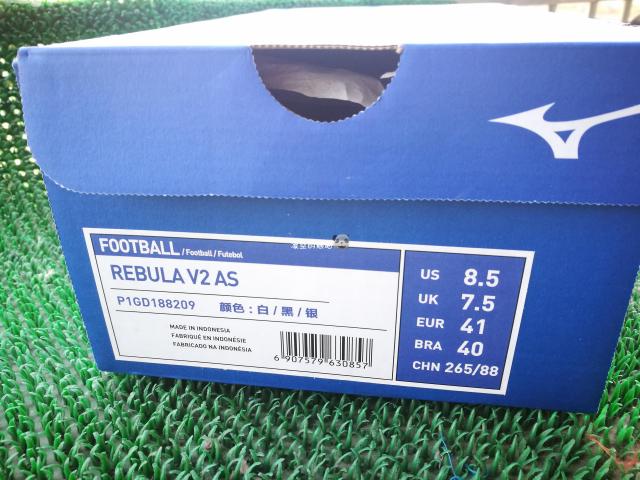 FOOTBALL / Football / Futebol
REBULA V2 AS
P1GD188209 颜色:白/黑/银
MADE IN INDONESIA
FABRIQUÉ EN INDONÉSIE
FABRICADO NA INDONÉSIA
6 907579 630857
US 8.5
UK 7.5
EUR 41
BRA 40
CHN 265/88